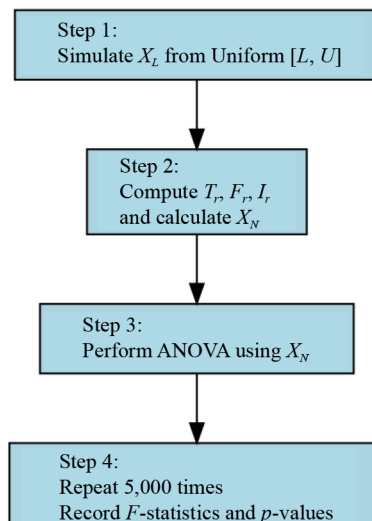 Step 1:
Simulate X_L from Uniform [L, U]
Step 2:
Compute T_r, F_r, I_r
and calculate X_N
Step 3:
Perform ANOVA using X_N
Step 4:
Repeat 5,000 times
Record F-statistics and p-values